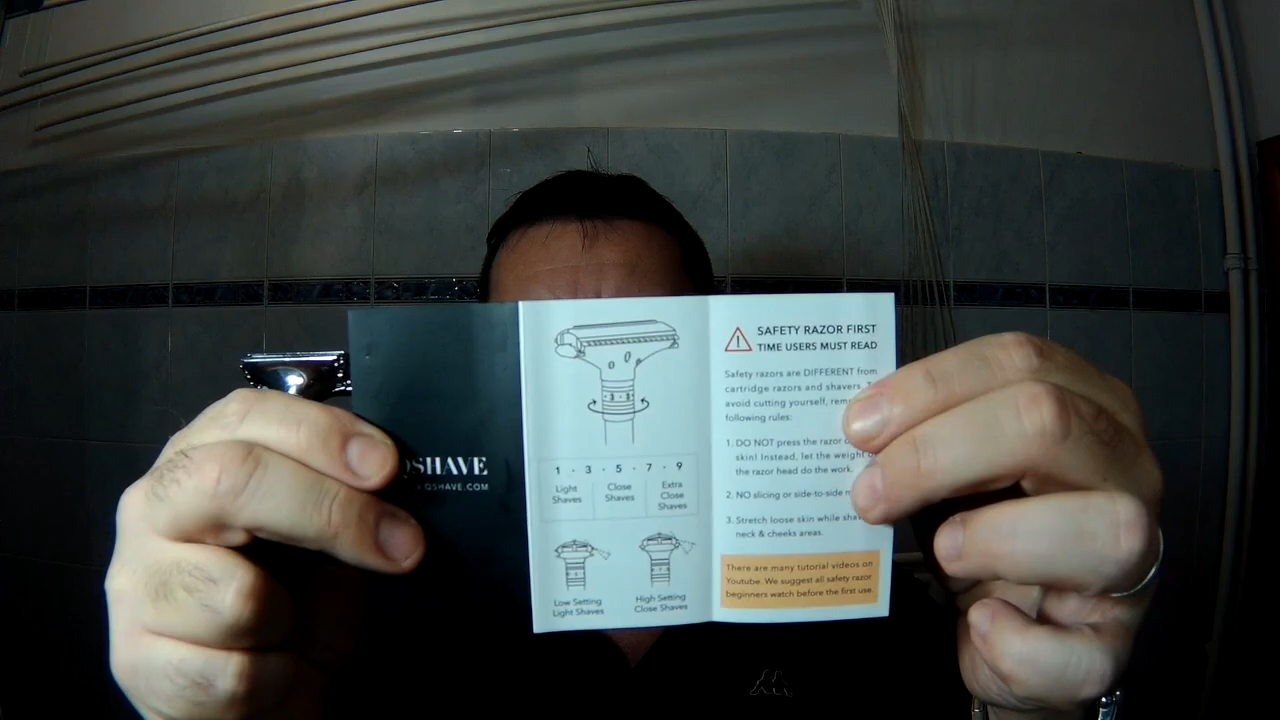 QSHAVE
QSHAVE.COM
1 · 3 · 5 · 7 · 9
Light
Shaves
Close
Shaves
Extra
Close
Shaves
Low Setting
Light Shaves
High Setting
Close Shaves
SAFETY RAZOR FIRST
TIME USERS MUST READ
Safety razors are DIFFERENT from
cartridge razors and shavers.
avoid cutting yourself,
following rules:
1. DO NOT press the razor
skin! Instead, let the weight
the razor head do the work.
2. NO slicing or side-to-side
3. Stretch loose skin while
neck & cheeks areas.
There are many tutorial videos on
Youtube. We suggest all safety razor
beginners watch before the first use.